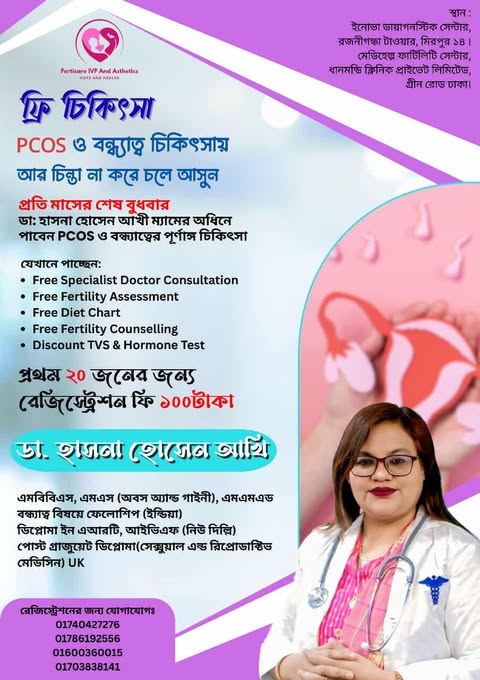 স্থান :
ইনোভা ডায়াগনস্টিক সেন্টার,
রজনীগন্ধা টাওয়ার, মিরপুর ১৪ ।
মেডিহেল্প ফার্টিলিটি সেন্টার,
ধানমন্ডি ক্লিনিক প্রাইভেট লিমিটেড,
গ্রীন রোড ঢাকা।
Ferticare IVF And Asthetics
HOPE AND HEALED
ফ্রি চিকিৎসা
PCOS ও বন্ধ্যাত্ব চিকিৎসায়
আর চিন্তা না করে চলে আসুন
প্রতি মাসের শেষ বুধবার
ডা: হাসনা হোসেন আখী ম্যামের অধিনে
পাবেন PCOS ও বন্ধ্যাত্বের পূর্ণাঙ্গ চিকিৎসা
যেখানে পাচ্ছেন:
• Free Specialist Doctor Consultation
• Free Fertility Assessment
• Free Diet Chart
• Free Fertility Counselling
• Discount TVS & Hormone Test
প্রথম ২০ জনের জন্য
রেজিস্ট্রেশন ফি ১০০টাকা
ডা. হাসনা হোসেন আখি
এমবিবিএস, এমএস (অবস অ্যান্ড গাইনী), এমএমএড
বন্ধ্যাত্ব বিষয়ে ফেলোশিপ (ইন্ডিয়া)
ডিপ্লোমা ইন এআরটি, আইভিএফ (নিউ দিল্লি)
পোস্ট গ্রাজুয়েট ডিপ্লোমা(সেক্সুয়াল এন্ড রিপ্রোডাক্টিভ
মেডিসিন) UK
রেজিস্ট্রেশনের জন্য যোগাযোগঃ
01740427276
01786192556
01600360015
01703838141